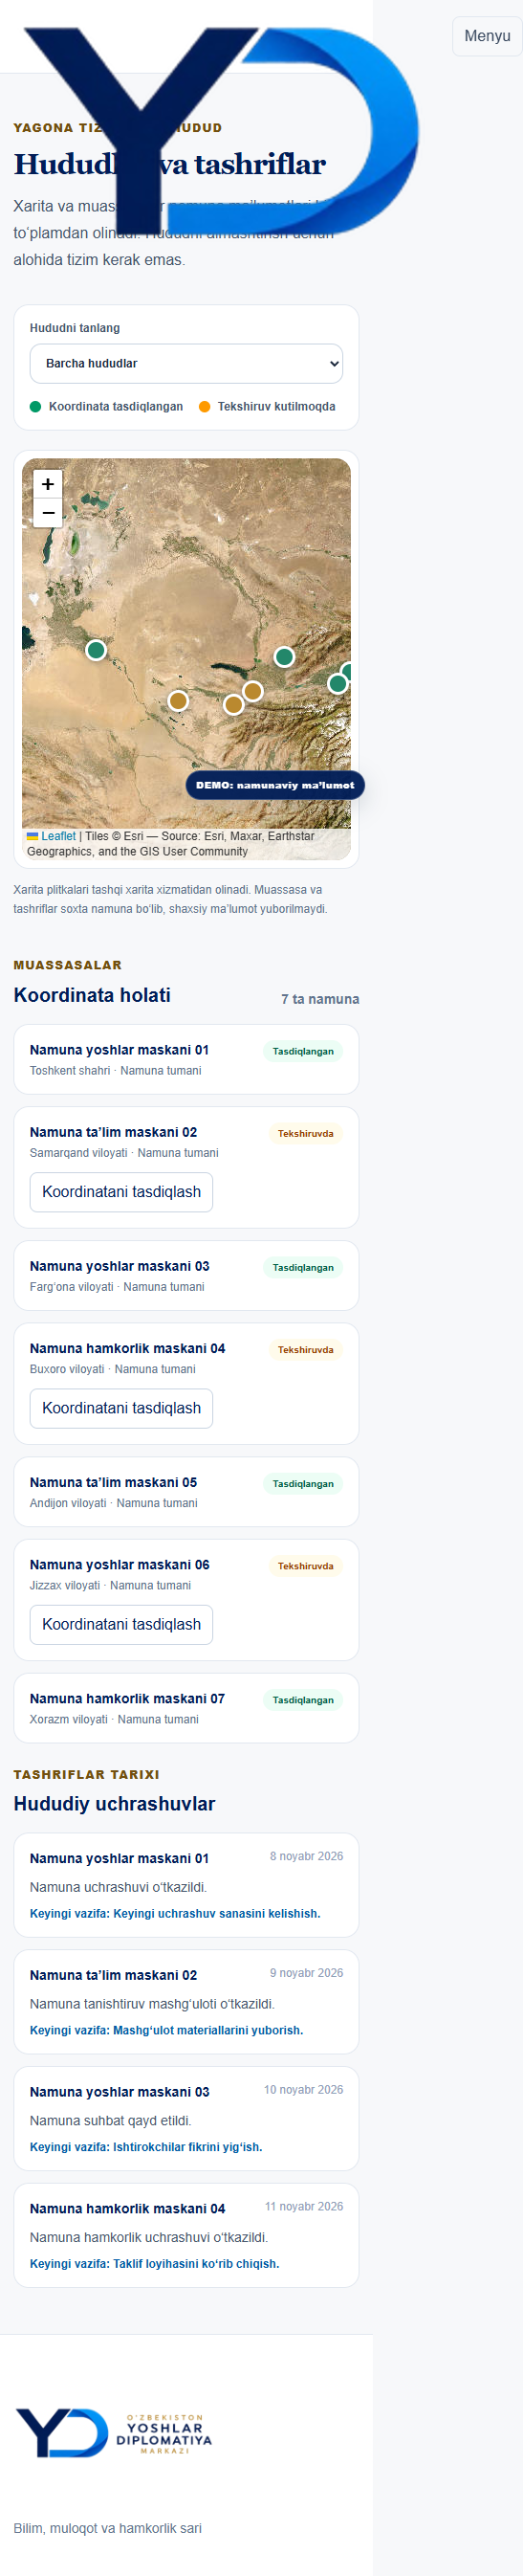 Menyu
YAGONA TIZ HUDUD
Hududl va tashriflar
Xarita va muas
to‘plamdan olinadi. Hududni almashtirish uchun
alohida tizim kerak emas.
Hududni tanlang
Barcha hududlar
Koordinata tasdiqlangan
Tekshiruv kutilmoqda
+
−
DEMO: namunaviy ma’lumot
Leaflet | Tiles © Esri — Source: Esri, Maxar, Earthstar
Geographics, and the GIS User Community
Xarita plitkalari tashqi xarita xizmatidan olinadi. Muassasa va
tashriflar soxta namuna bo‘lib, shaxsiy ma’lumot yuborilmaydi.
MUASSASALAR
Koordinata holati
7 ta namuna
Namuna yoshlar maskani 01
Tasdiqlangan
Toshkent shahri · Namuna tumani
Namuna ta’lim maskani 02
Tekshiruvda
Samarqand viloyati · Namuna tumani
Koordinatani tasdiqlash
Namuna yoshlar maskani 03
Tasdiqlangan
Farg‘ona viloyati · Namuna tumani
Namuna hamkorlik maskani 04
Tekshiruvda
Buxoro viloyati · Namuna tumani
Koordinatani tasdiqlash
Namuna ta’lim maskani 05
Tasdiqlangan
Andijon viloyati · Namuna tumani
Namuna yoshlar maskani 06
Tekshiruvda
Jizzax viloyati · Namuna tumani
Koordinatani tasdiqlash
Namuna hamkorlik maskani 07
Tasdiqlangan
Xorazm viloyati · Namuna tumani
TASHRIFLAR TARIXI
Hududiy uchrashuvlar
Namuna yoshlar maskani 01
8 noyabr 2026
Namuna uchrashuvi o‘tkazildi.
Keyingi vazifa: Keyingi uchrashuv sanasini kelishish.
Namuna ta’lim maskani 02
9 noyabr 2026
Namuna tanishtiruv mashg‘uloti o‘tkazildi.
Keyingi vazifa: Mashg‘ulot materiallarini yuborish.
Namuna yoshlar maskani 03
10 noyabr 2026
Namuna suhbat qayd etildi.
Keyingi vazifa: Ishtirokchilar fikrini yig‘ish.
Namuna hamkorlik maskani 04
11 noyabr 2026
Namuna hamkorlik uchrashuvi o‘tkazildi.
Keyingi vazifa: Taklif loyihasini ko‘rib chiqish.
O‘ZBEKISTON
YOSHLAR
DIPLOMATIYA
MARKAZI
Bilim, muloqot va hamkorlik sari